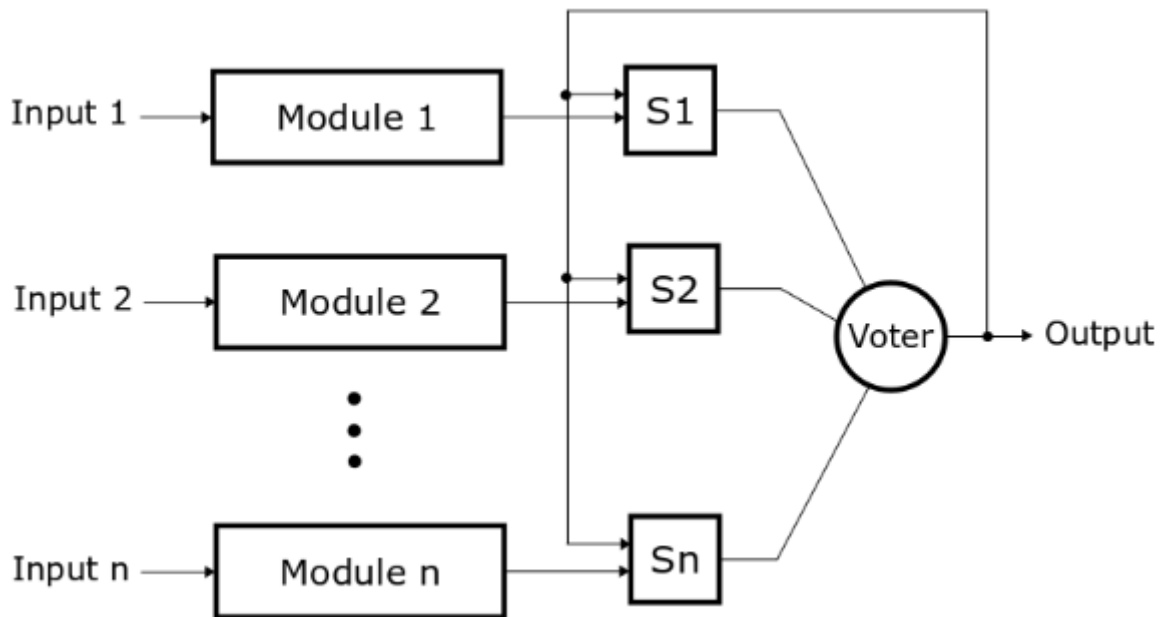 Input 1
Module 1
S1
Input 2
Module 2
S2
Voter
Output
Input n
Module n
Sn